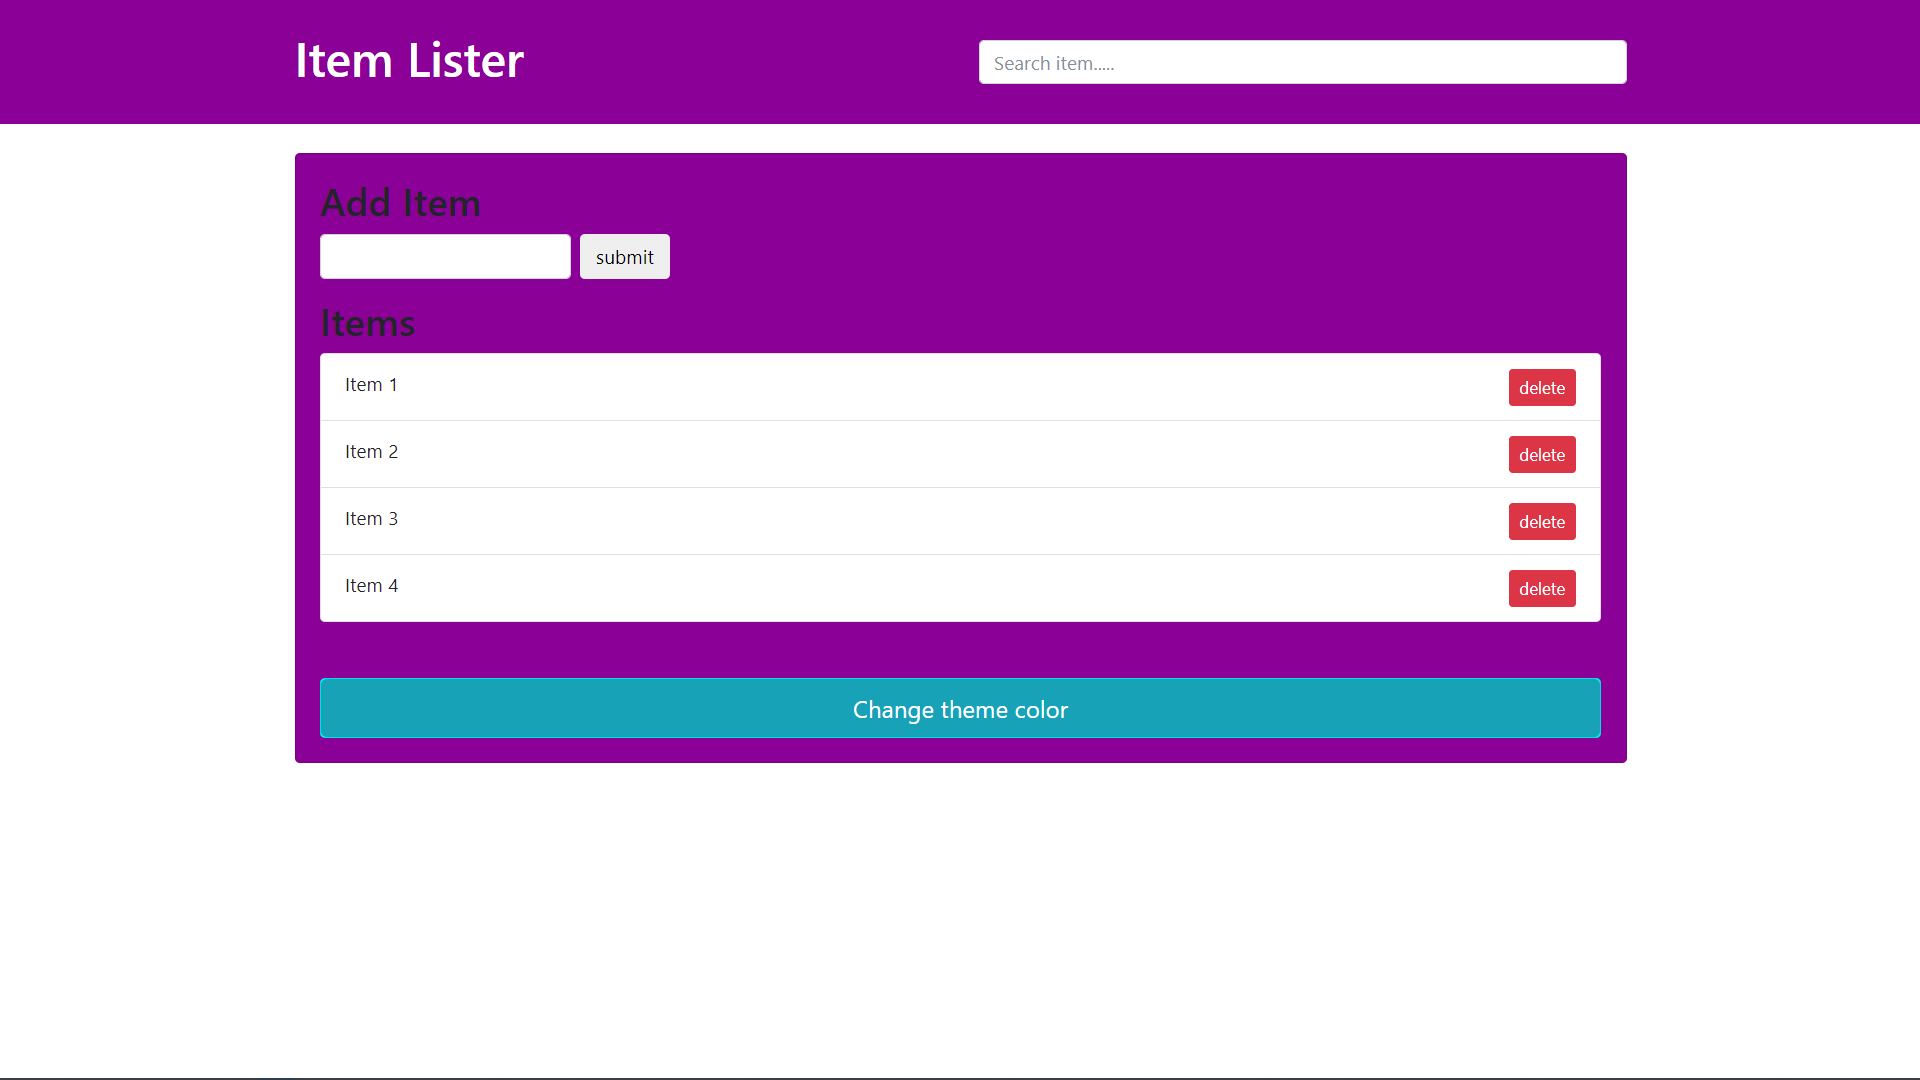 Item Lister
Search item.....
Add Item
submit
Items
Item 1 delete
Item 2 delete
Item 3 delete
Item 4 delete
Change theme color